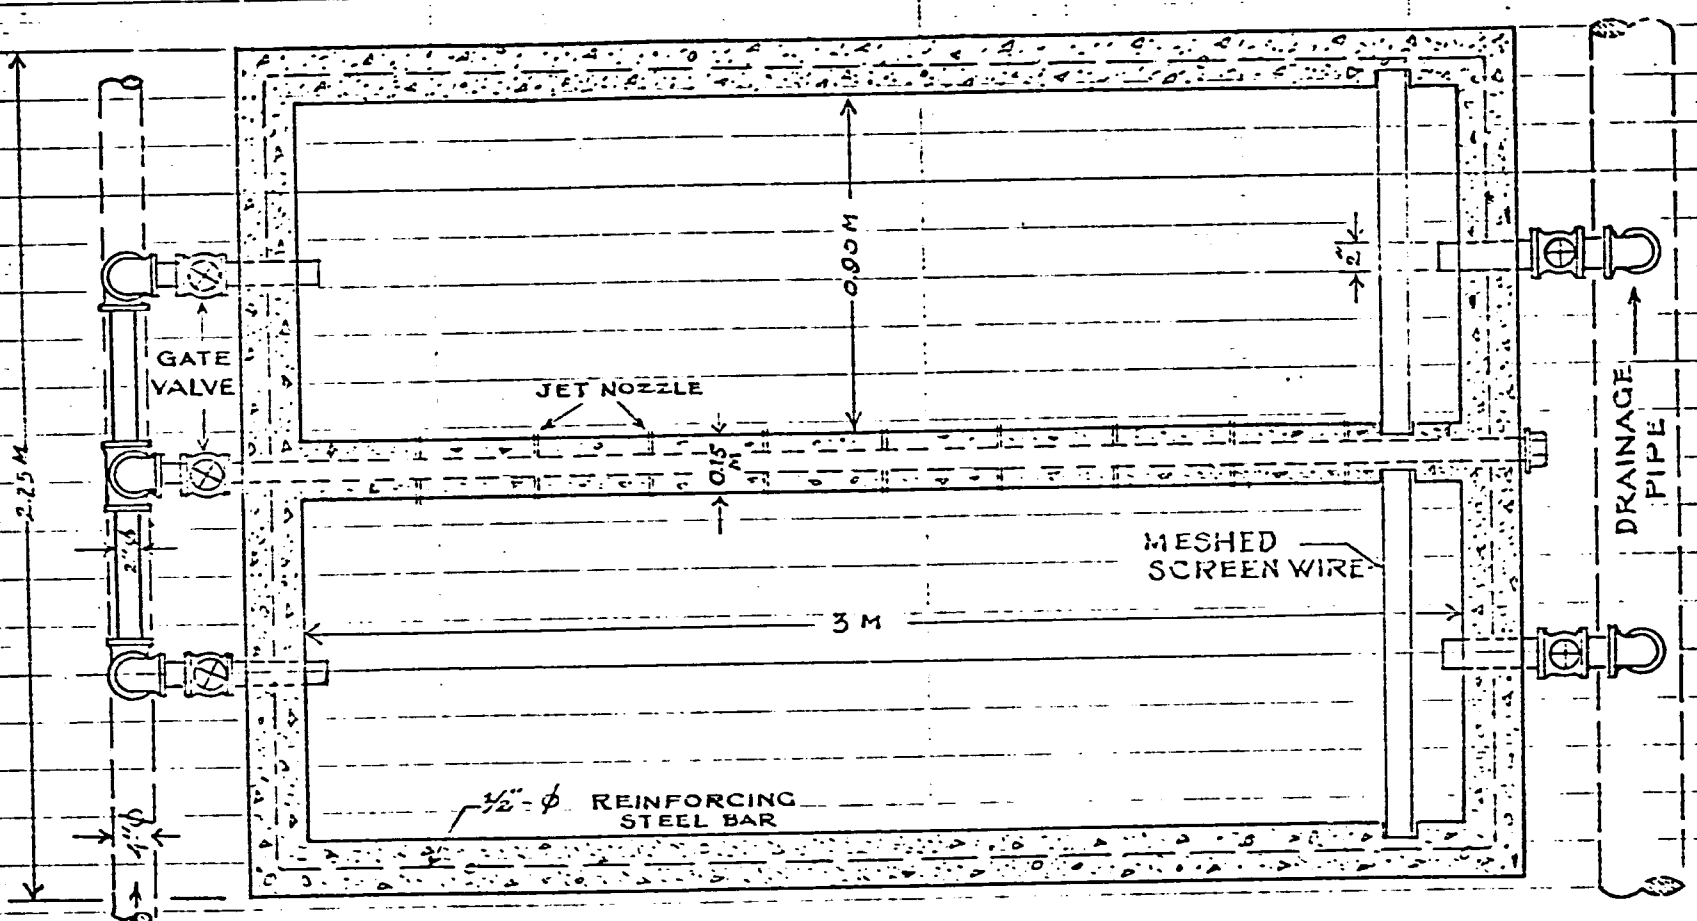 2.25 M
GATE
VALVE
JET NOZZLE
0.90 M
2"
0.15
M
DRAINAGE
PIPE
2"φ
MESHED
SCREEN WIRE
3 M
1/2"-φ REINFORCING
STEEL BAR
4"φ